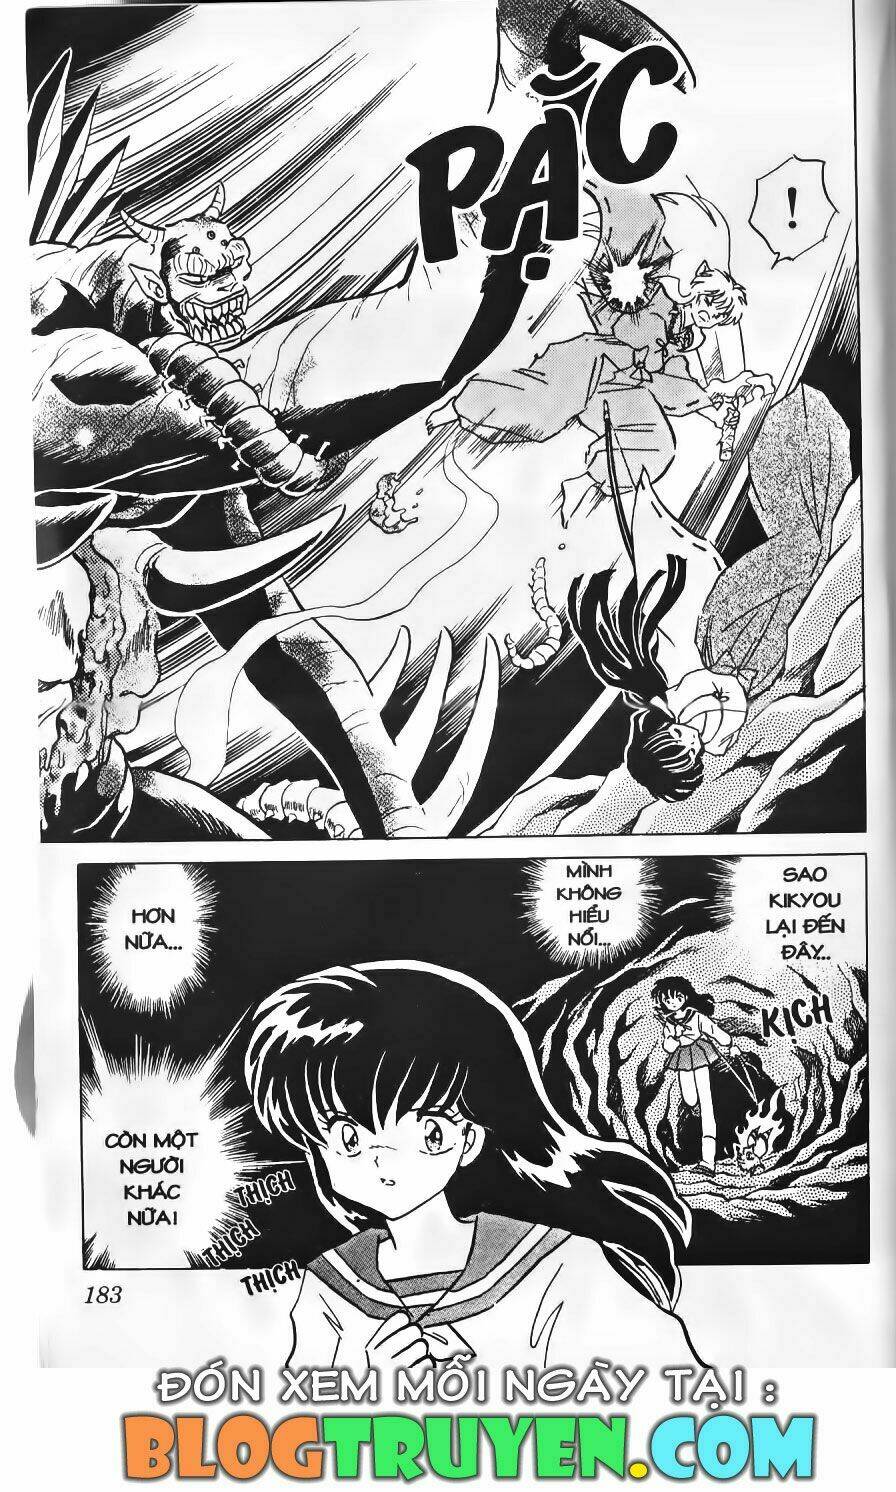 PẶC
!
SAO
KIKYOU
LẠI ĐẾN
ĐÂY...
MÌNH
KHÔNG
HIỂU
NỔI...
KỊCH
HƠN
NỮA...
CÒN MỘT
NGƯỜI
KHÁC
NỮA!
THỊCH
THỊCH
THỊCH
183
ĐÓN XEM MỖI NGÀY TẠI :
BLOGTRUYEN.COM